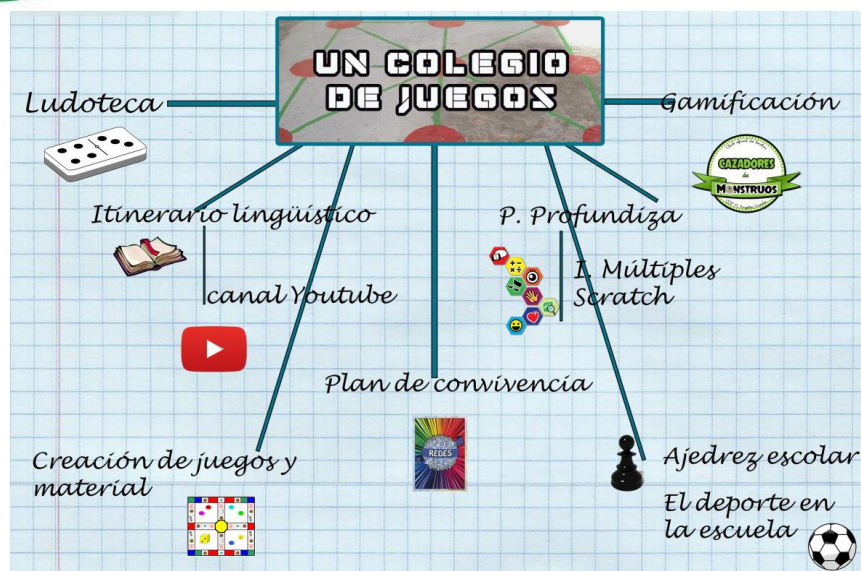 UN COLEGIO
DE JUEGOS
Ludoteca
Gamificación
CAZADORES
de
MONSTRUOS
Itinerario lingüístico
P. Profundiza
canal Youtube
I. Múltiples
Scratch
Plan de convivencia
REDES
Creación de juegos y
material
Ajedrez escolar
El deporte en
la escuela